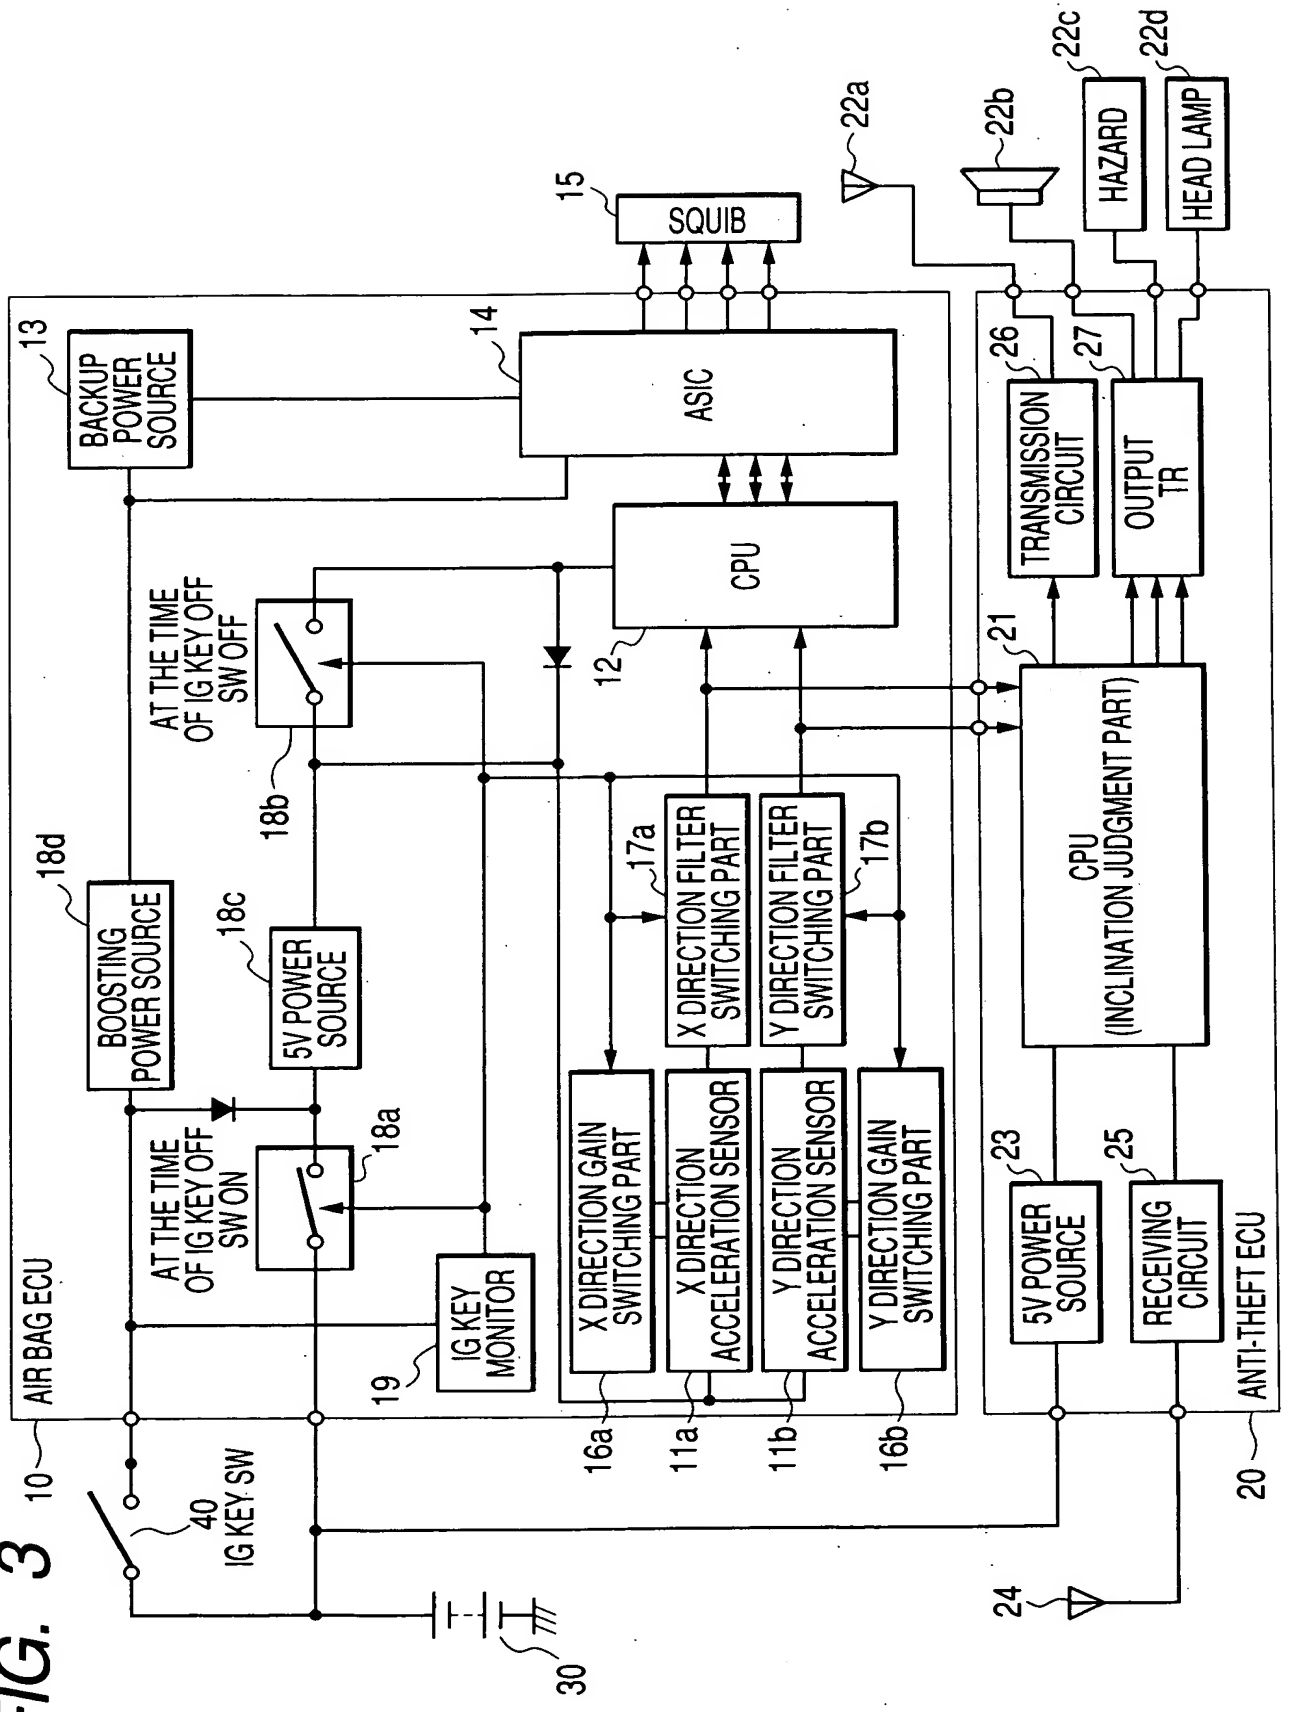 FIG. 3
10
AIR BAG ECU
40
IG KEY SW
30
AT THE TIME
OF IG KEY OFF
SW ON
18a
18d
BOOSTING
POWER SOURCE
18c
5V POWER
SOURCE
AT THE TIME
OF IG KEY OFF
SW OFF
18b
13
BACKUP
POWER
SOURCE
19
IG KEY
MONITOR
14
ASIC
15
SQUIB
12
CPU
16a
X DIRECTION GAIN
SWITCHING PART
11a
X DIRECTION
ACCELERATION SENSOR
11b
Y DIRECTION
ACCELERATION SENSOR
16b
Y DIRECTION GAIN
SWITCHING PART
17a
X DIRECTION FILTER
SWITCHING PART
Y DIRECTION FILTER
SWITCHING PART
17b
20
ANTI-THEFT ECU
24
23
5V POWER
SOURCE
25
RECEIVING
CIRCUIT
21
CPU
(INCLINATION JUDGMENT PART)
26
TRANSMISSION
CIRCUIT
27
OUTPUT
TR
22a
22b
22c
HAZARD
22d
HEAD LAMP